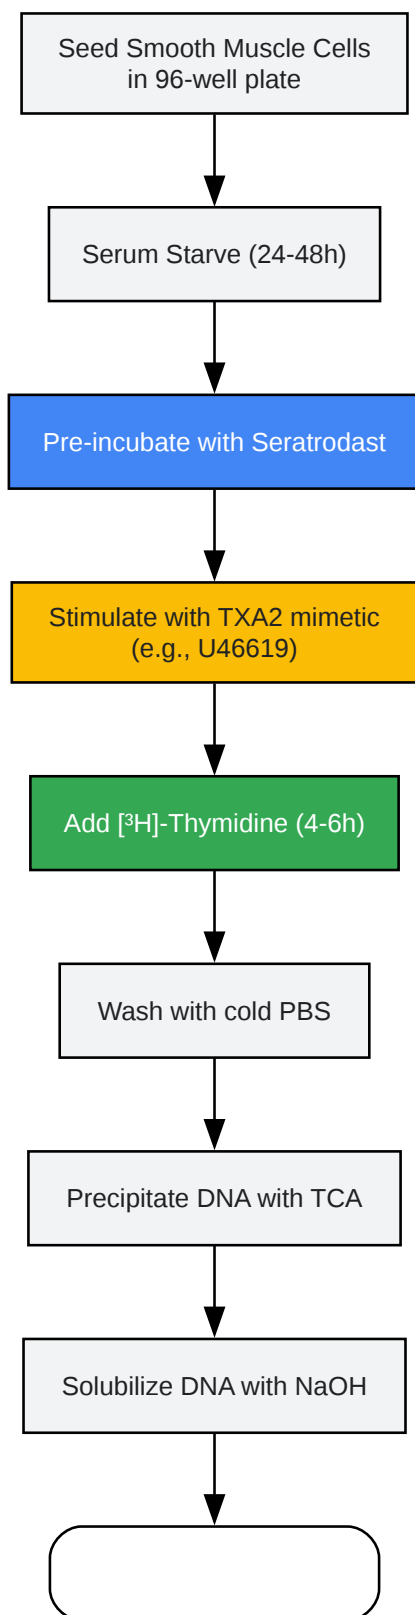 Seed Smooth Muscle Cells
in 96-well plate
Serum Starve (24-48h)
Pre-incubate with Seratrodast
Stimulate with TXA2 mimetic
(e.g., U46619)
Add [³H]-Thymidine (4-6h)
Wash with cold PBS
Precipitate DNA with TCA
Solubilize DNA with NaOH